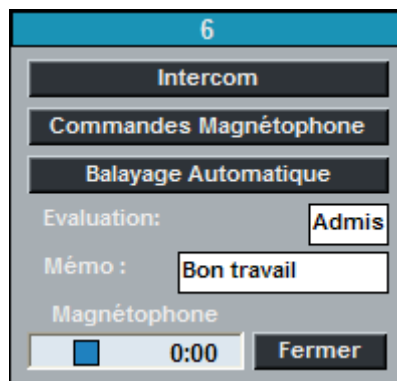 6
Intercom
Commandes Magnétophone
Balayage Automatique
Evaluation: Admis
Mémo : Bon travail
Magnétophone
0:00 Fermer